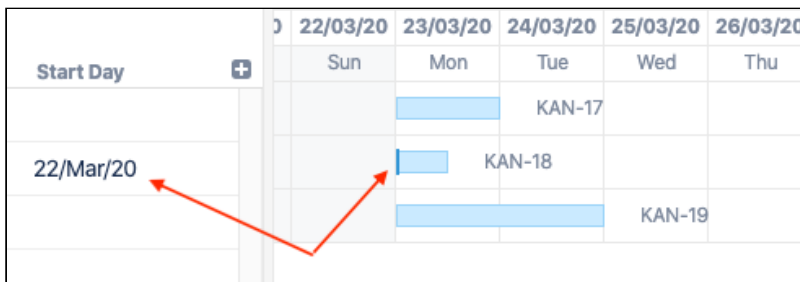 0 22/03/20 23/03/20 24/03/20 25/03/20 26/03/20
Start Day Sun Mon Tue Wed Thu
KAN-17
22/Mar/20 KAN-18
KAN-19